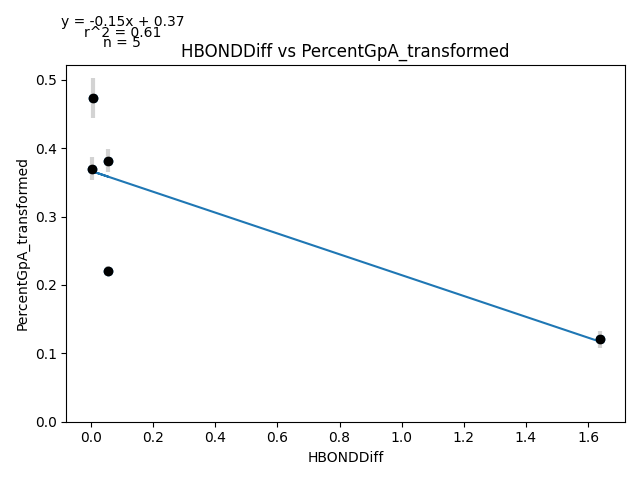 y = -0.15x + 0.37
r^2 = 0.61
n = 5
HBONDDiff vs PercentGpA_transformed
PercentGpA_transformed
0.5
0.4
0.3
0.2
0.1
0.0
0.0 0.2 0.4 0.6 0.8 1.0 1.2 1.4 1.6
HBONDDiff